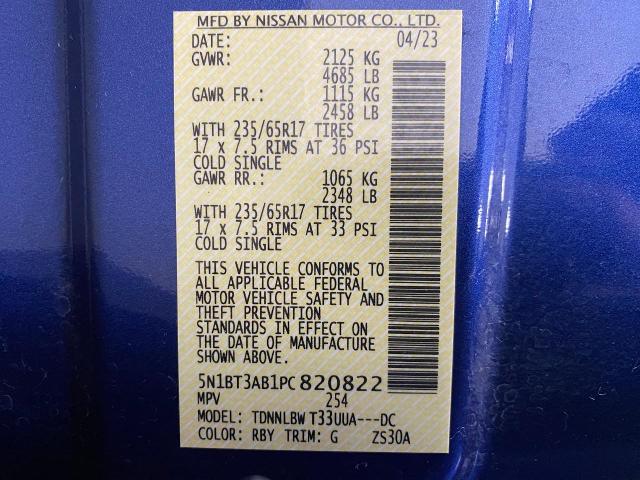 MFD BY NISSAN MOTOR CO., LTD.
DATE: 04/23
GVWR: 2125 KG
4685 LB
GAWR FR.: 1115 KG
2458 LB
WITH 235/65R17 TIRES
17 x 7.5 RIMS AT 36 PSI
COLD SINGLE
GAWR RR.: 1065 KG
2348 LB
WITH 235/65R17 TIRES
17 x 7.5 RIMS AT 33 PSI
COLD SINGLE
THIS VEHICLE CONFORMS TO
ALL APPLICABLE FEDERAL
MOTOR VEHICLE SAFETY AND
THEFT PREVENTION
STANDARDS IN EFFECT ON
THE DATE OF MANUFACTURE
SHOWN ABOVE.
5N1BT3AB1PC820822
MPV 254
MODEL: TDNNLBW T33UUA---DC
COLOR: RBY TRIM: G ZS30A